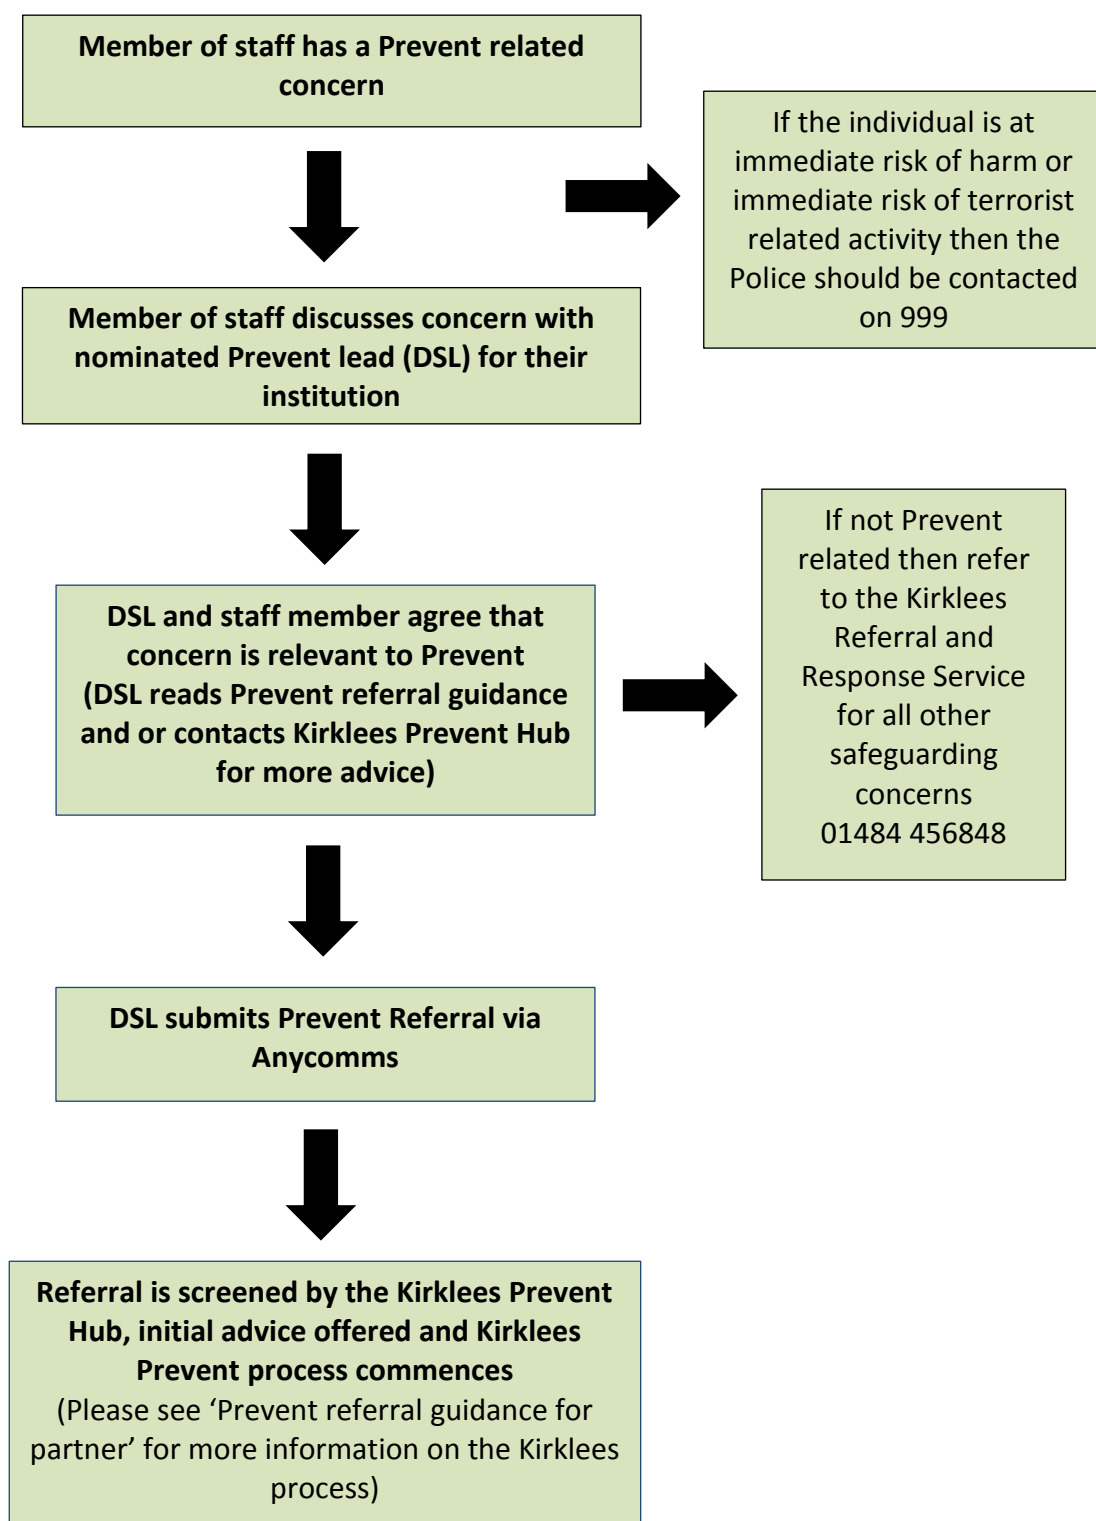 Member of staff has a Prevent related
concern
If the individual is at
immediate risk of harm or
immediate risk of terrorist
related activity then the
Police should be contacted
on 999
Member of staff discusses concern with
nominated Prevent lead (DSL) for their
institution
DSL and staff member agree that
concern is relevant to Prevent
(DSL reads Prevent referral guidance
and or contacts Kirklees Prevent Hub
for more advice)
If not Prevent
related then refer
to the Kirklees
Referral and
Response Service
for all other
safeguarding
concerns
01484 456848
DSL submits Prevent Referral via
Anycomms
Referral is screened by the Kirklees Prevent
Hub, initial advice offered and Kirklees
Prevent process commences
(Please see ‘Prevent referral guidance for
partner’ for more information on the Kirklees
process)